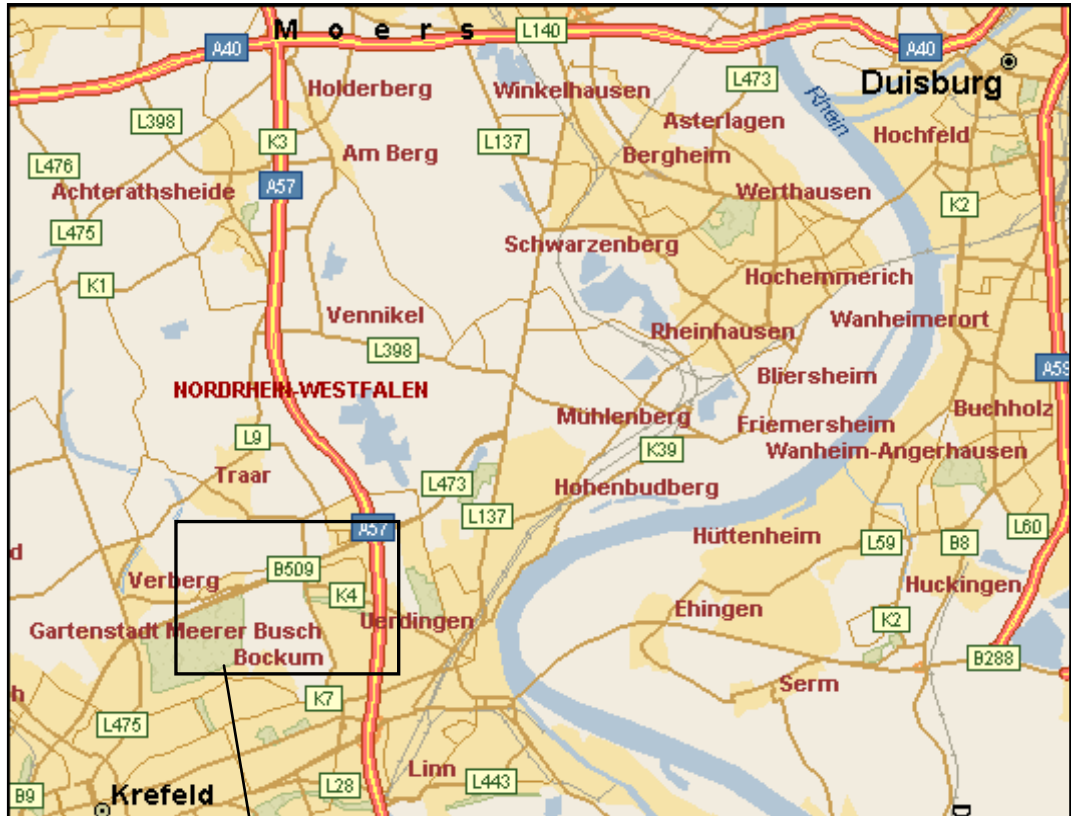 Moers
L140
A40
A40
Duisburg
Holderberg
Winkelhausen
L473
Rhein
L398
K3
Am Berg
L137
Asterlagen
Bergheim
Hochfeld
L476
Achterathsheide
A57
Werthausen
K2
L475
Schwarzenberg
K1
Hochemmerich
Vennikel
Rheinhausen
Wanheimerort
L398
Bliersheim
NORDRHEIN-WESTFALEN
Mühlenberg
Friemersheim
Buchholz
L9
K39
Wanheim-Angerhausen
Traar
L473
Hohenbudberg
L137
A57
Hüttenheim
L59
B8
L60
d
Verberg
B509
K4
Huckingen
Ehingen
K2
Gartenstadt Meerer Busch
Uerdingen
Bockum
B288
h
K7
Serm
L475
Linn
L28
L443
B9
Krefeld
D